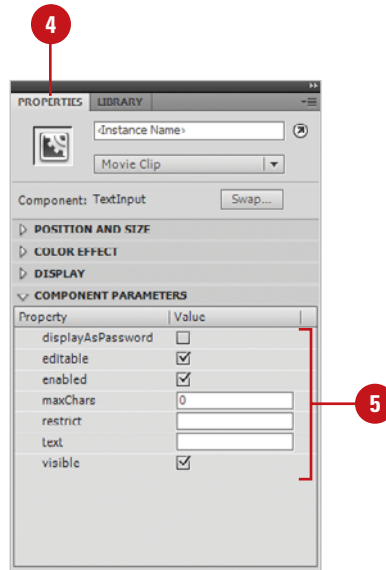 4
PROPERTIES LIBRARY
<Instance Name>
Movie Clip
Component: TextInput Swap...
POSITION AND SIZE
COLOR EFFECT
DISPLAY
COMPONENT PARAMETERS
Property Value
displayAsPassword
editable
enabled
maxChars 0
restrict
text
visible
5